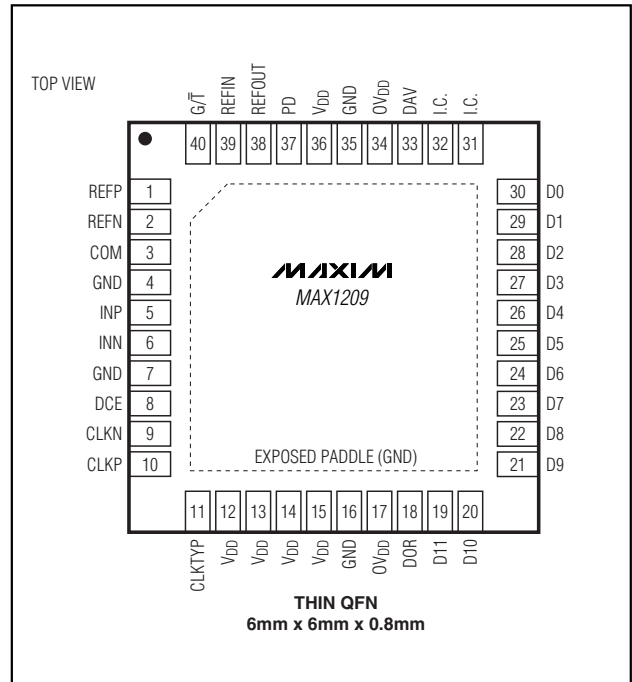 TOP VIEW
G/T̅
REFIN
REFOUT
PD
VDD
GND
OVDD
DAV
I.C.
I.C.
40 39 38 37 36 35 34 33 32 31
REFP 1
REFN 2
COM 3
GND 4
INP 5
INN 6
GND 7
DCE 8
CLKN 9
CLKP 10
30 D0
29 D1
28 D2
27 D3
26 D4
25 D5
24 D6
23 D7
22 D8
21 D9
MAXIM
MAX1209
EXPOSED PADDLE (GND)
11 12 13 14 15 16 17 18 19 20
CLKTYP
VDD
VDD
VDD
VDD
GND
OVDD
DOR
D11
D10
THIN QFN
6mm x 6mm x 0.8mm